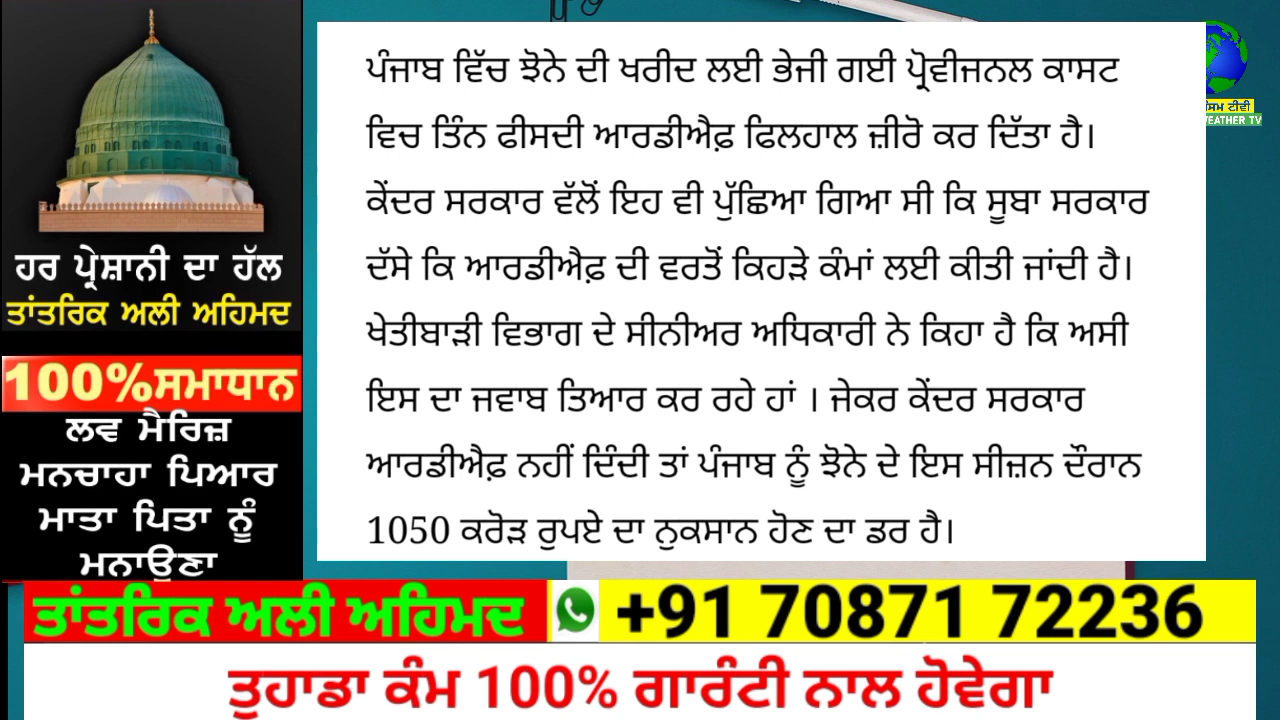 ਪੰਜਾਬ ਵਿੱਚ ਝੋਨੇ ਦੀ ਖਰੀਦ ਲਈ ਭੇਜੀ ਗਈ ਪ੍ਰੋਵੀਜਨਲ ਕਾਸਟ
ਵਿਚ ਤਿੰਨ ਫੀਸਦੀ ਆਰਡੀਐਫ਼ ਫਿਲਹਾਲ ਜ਼ੀਰੋ ਕਰ ਦਿੱਤਾ ਹੈ।
ਕੇਂਦਰ ਸਰਕਾਰ ਵੱਲੋਂ ਇਹ ਵੀ ਪੁੱਛਿਆ ਗਿਆ ਸੀ ਕਿ ਸੂਬਾ ਸਰਕਾਰ
ਦੱਸੇ ਕਿ ਆਰਡੀਐਫ਼ ਦੀ ਵਰਤੋਂ ਕਿਹੜੇ ਕੰਮਾਂ ਲਈ ਕੀਤੀ ਜਾਂਦੀ ਹੈ।
ਖੇਤੀਬਾੜੀ ਵਿਭਾਗ ਦੇ ਸੀਨੀਅਰ ਅਧਿਕਾਰੀ ਨੇ ਕਿਹਾ ਹੈ ਕਿ ਅਸੀ
ਇਸ ਦਾ ਜਵਾਬ ਤਿਆਰ ਕਰ ਰਹੇ ਹਾਂ । ਜੇਕਰ ਕੇਂਦਰ ਸਰਕਾਰ
ਆਰਡੀਐਫ਼ ਨਹੀਂ ਦਿੰਦੀ ਤਾਂ ਪੰਜਾਬ ਨੂੰ ਝੋਨੇ ਦੇ ਇਸ ਸੀਜ਼ਨ ਦੌਰਾਨ
1050 ਕਰੋੜ ਰੁਪਏ ਦਾ ਨੁਕਸਾਨ ਹੋਣ ਦਾ ਡਰ ਹੈ।
ਟੀਵੀ
WEATHER TV
ਹਰ ਪ੍ਰੇਸ਼ਾਨੀ ਦਾ ਹੱਲ
ਤਾਂਤਰਿਕ ਅਲੀ ਅਹਿਮਦ
100%ਸਮਾਧਾਨ
ਲਵ ਮੈਰਿਜ਼
ਮਨਚਾਹਾ ਪਿਆਰ
ਮਾਤਾ ਪਿਤਾ ਨੂੰ
ਮਨਾਉਣਾ
ਤਾਂਤਰਿਕ ਅਲੀ ਅਹਿਮਦ +91 70871 72236
ਤੁਹਾਡਾ ਕੰਮ 100% ਗਾਰੰਟੀ ਨਾਲ ਹੋਵੇਗਾ